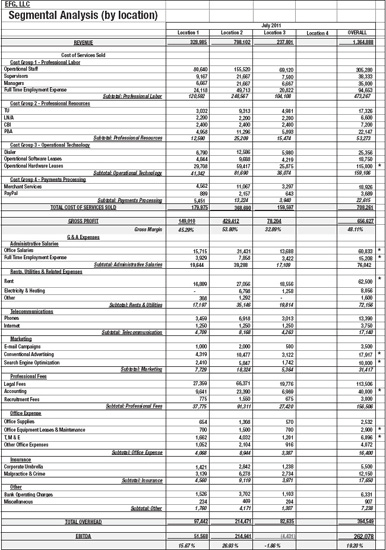 EFG, LLC
Segmental Analysis (by location)
July 2011
Location 1 Location 2 Location 3 Location 4 OVERALL
REVENUE 328,985 798,102 237,801 1,364,888
Cost of Services Sold
Cost Group 1 - Professional Labor
Operational Staff 80,640 155,520 69,120 305,280
Supervisors 9,167 21,667 7,500 38,333
Managers 6,667 21,667 6,667 35,000
Full Time Employment Expense 24,118 49,713 20,822 94,653
Subtotal: Professional Labor 120,592 248,567 104,108 473,267
Cost Group 2 - Professional Resources
TLI 3,032 9,313 4,981 17,326
LN/A 2,200 2,200 2,200 6,600
CBI 2,400 2,400 2,400 7,200
PBA 4,958 11,296 5,893 22,147
Subtotal: Professional Resources 12,590 25,209 15,474 53,273
Cost Group 3 - Operational Technology
Dialer 6,790 12,586 5,980 25,356
Operational Software Leases 4,844 9,688 4,219 18,750
Operational Hardware Leases 29,708 59,417 25,875 115,000 *
Subtotal: Operational Technology 41,342 81,690 36,074 159,106
Cost Group 4 - Payments Processing
Merchant Services 4,562 11,067 3,297 18,926
PayPal 889 2,157 643 3,689
Subtotal: Payments Processing 5,451 13,224 3,940 22,615
TOTAL COST OF SERVICES SOLD 179,975 368,690 159,597 708,261
GROSS PROFIT 149,010 429,412 78,204 656,627
Gross Margin 45.29% 53.80% 32.89% 48.11%
G & A Expenses
Administrative Salaries
Office Salaries 15,715 31,431 13,688 60,833 *
Full Time Employment Expense 3,929 7,858 3,422 15,208 *
Subtotal: Administrative Salaries 19,644 39,288 17,109 76,042
Rents, Utilities & Related Expenses
Rent 16,889 27,056 18,556 62,500 *
Electricity & Heating - 6,798 1,258 8,056
Other 308 1,292 - 1,600
Subtotal: Rents & Utilities 17,197 35,146 19,814 72,156
Telecommunications
Phones 3,459 6,918 3,013 13,390
Internet 1,250 1,250 1,250 3,750
Subtotal: Telecommunication 4,709 8,168 4,263 17,140
Marketing
E-mail Campaigns 1,000 2,000 500 3,500
Conventional Advertising 4,319 10,477 3,122 17,917 *
Search Engine Optimization 2,410 5,847 1,742 10,000 *
Subtotal: Marketing 7,729 18,324 5,364 31,417
Professional Fees
Legal Fees 27,359 66,371 19,776 113,506
Accounting 9,641 23,390 6,969 40,000 *
Recruitment Fees 775 1,550 675 3,000
Subtotal: Professional Fees 37,775 91,311 27,420 156,506
Office Expense
Office Supplies 654 1,308 570 2,532
Office Equipment Leases & Maintenance 780 1,500 780 2,900 *
T,M & E 1,662 4,032 1,201 6,896 *
Other Office Expenses 1,052 2,104 916 4,072
Subtotal: Office Expense 4,068 8,944 3,387 16,400
Insurance
Corporate Umbrella 1,421 2,842 1,238 5,500
Malpractice & Crime 3,139 6,278 2,734 12,150
Subtotal: Insurance 4,560 9,119 3,971 17,650
Other
Bank Operating Charges 1,526 3,702 1,103 6,331
Miscellaneous 234 469 204 907
Subtotal: Other 1,760 4,171 1,307 7,238
TOTAL OVERHEAD 97,442 214,471 82,635 394,549
EBITDA 51,568 214,941 (4,431) 262,078
15.67% 26.93% -1.86% 19.20%